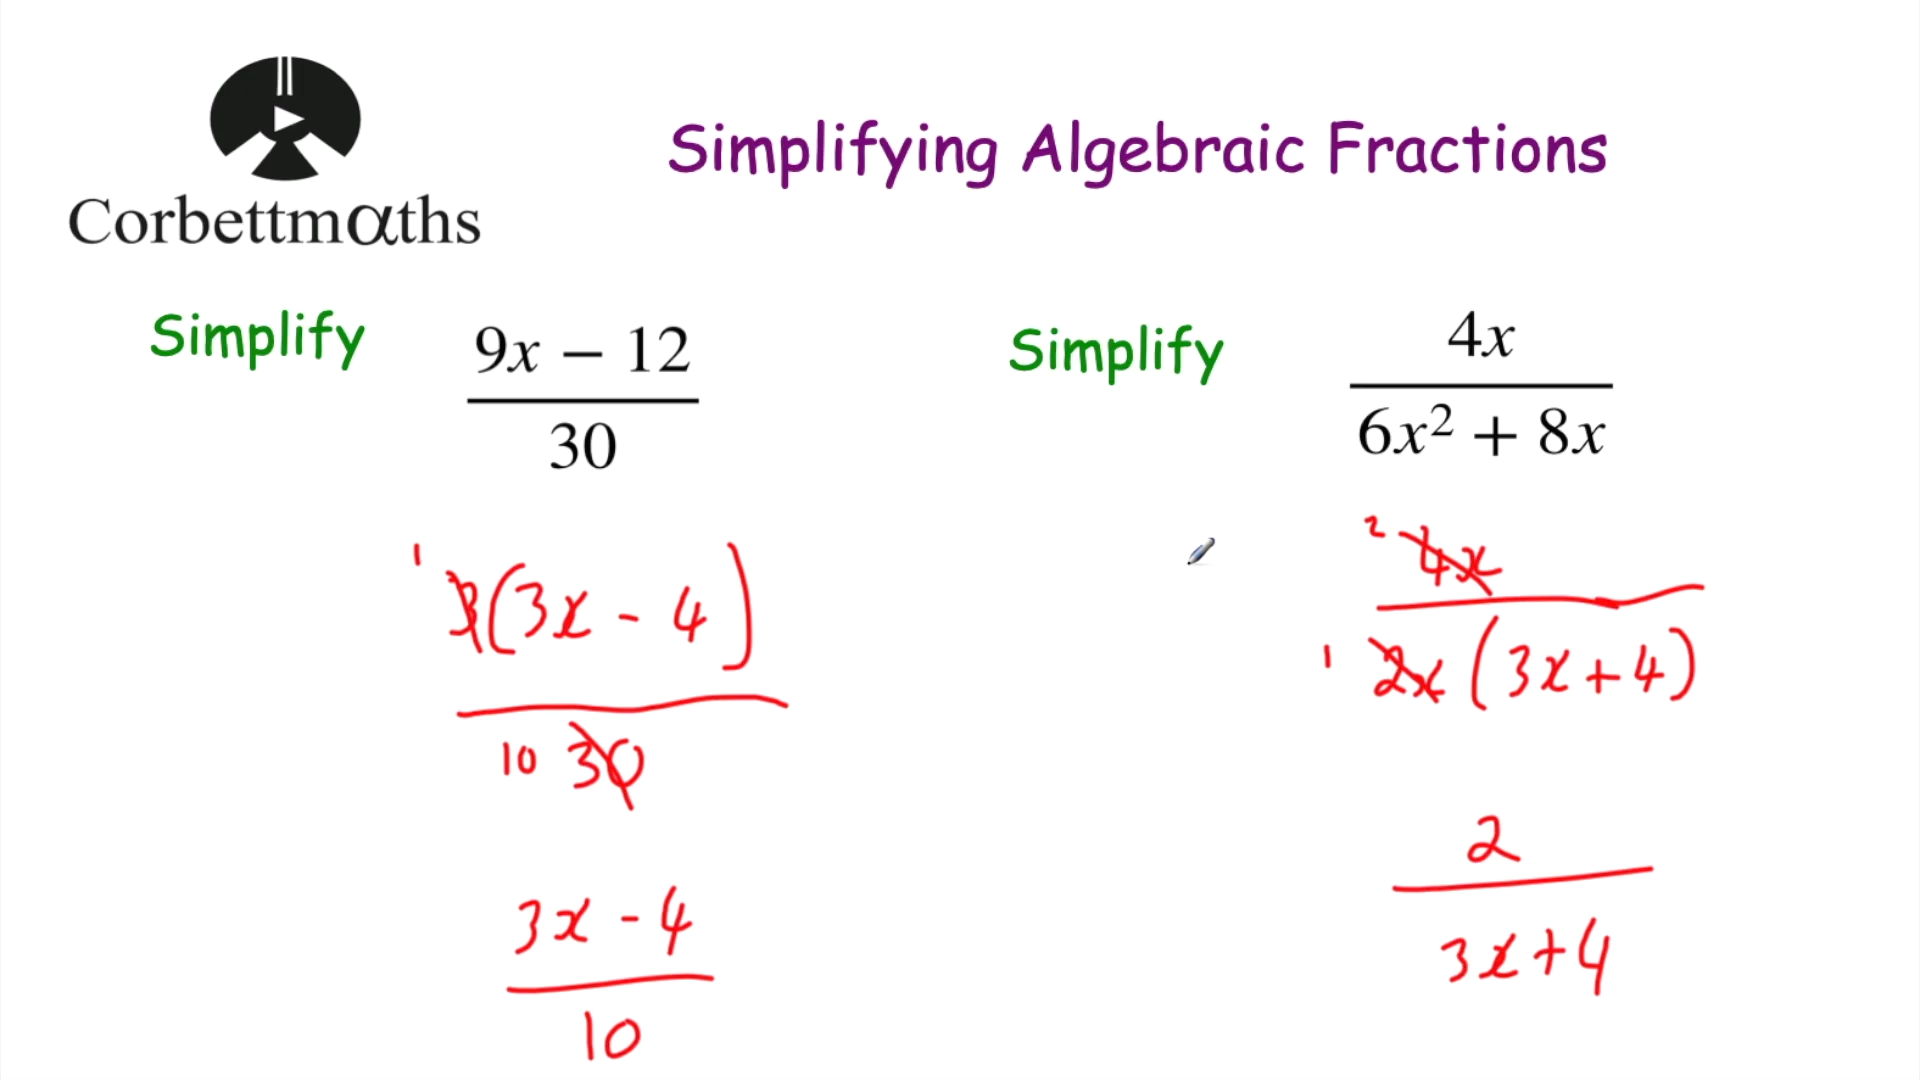 Corbettmαths
Simplifying Algebraic Fractions
Simplify
9x − 12
30
1
3(3x - 4)
10 30
3x - 4
10
Simplify
4x
6x² + 8x
2 4x
1 2x(3x+4)
2
3x+4